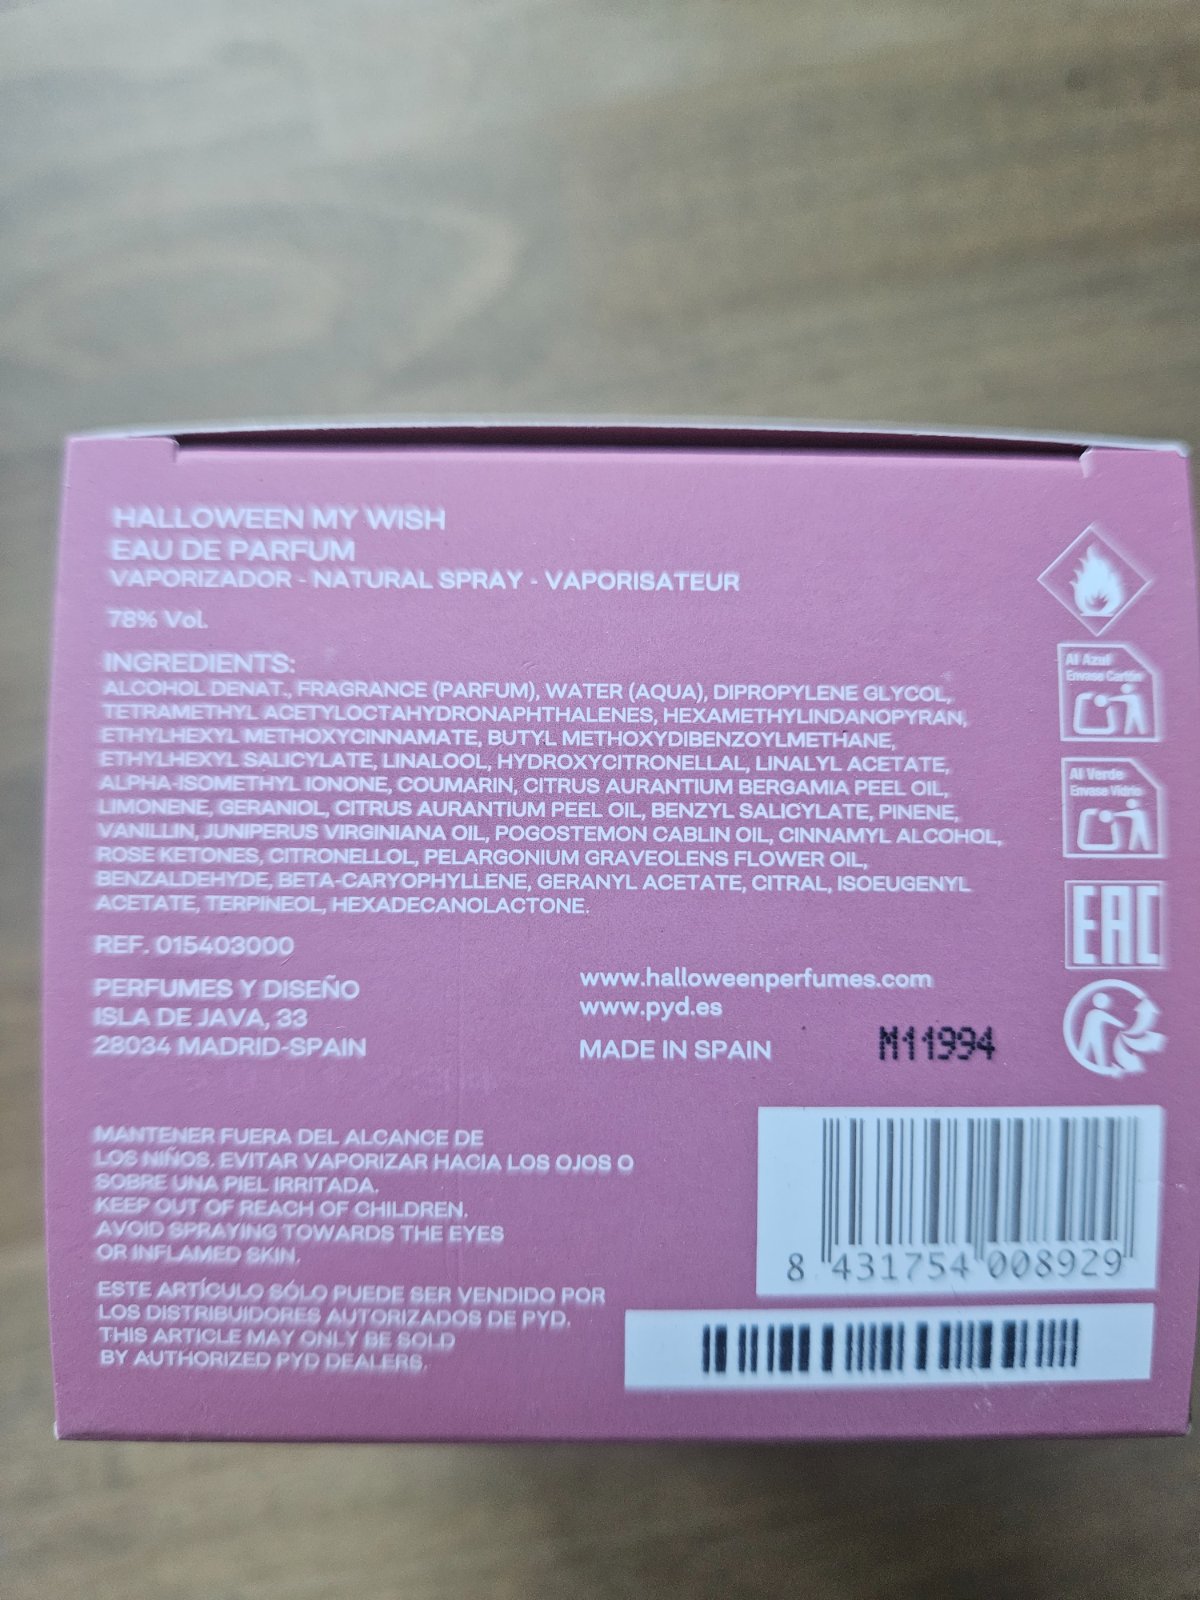 HALLOWEEN MY WISH
EAU DE PARFUM
VAPORIZADOR - NATURAL SPRAY - VAPORISATEUR
78% Vol.
INGREDIENTS:
ALCOHOL DENAT., FRAGRANCE (PARFUM), WATER (AQUA), DIPROPYLENE GLYCOL,
TETRAMETHYL ACETYLOCTAHYDRONAPHTHALENES, HEXAMETHYLINDANOPYRAN,
ETHYLHEXYL METHOXYCINNAMATE, BUTYL METHOXYDIBENZOYLMETHANE,
ETHYLHEXYL SALICYLATE, LINALOOL, HYDROXYCITRONELLAL, LINALYL ACETATE,
ALPHA-ISOMETHYL IONONE, COUMARIN, CITRUS AURANTIUM BERGAMIA PEEL OIL,
LIMONENE, GERANIOL, CITRUS AURANTIUM PEEL OIL, BENZYL SALICYLATE, PINENE,
VANILLIN, JUNIPERUS VIRGINIANA OIL, POGOSTEMON CABLIN OIL, CINNAMYL ALCOHOL,
ROSE KETONES, CITRONELLOL, PELARGONIUM GRAVEOLENS FLOWER OIL,
BENZALDEHYDE, BETA-CARYOPHYLLENE, GERANYL ACETATE, CITRAL, ISOEUGENYL
ACETATE, TERPINEOL, HEXADECANOLACTONE.
REF. 015403000
PERFUMES Y DISEÑO
ISLA DE JAVA, 33
28034 MADRID-SPAIN
www.halloweenperfumes.com
www.pyd.es
MADE IN SPAIN
M11994
MANTENER FUERA DEL ALCANCE DE
LOS NIÑOS. EVITAR VAPORIZAR HACIA LOS OJOS O
SOBRE UNA PIEL IRRITADA.
KEEP OUT OF REACH OF CHILDREN.
AVOID SPRAYING TOWARDS THE EYES
OR INFLAMED SKIN.
ESTE ARTÍCULO SÓLO PUEDE SER VENDIDO POR
LOS DISTRIBUIDORES AUTORIZADOS DE PYD.
THIS ARTICLE MAY ONLY BE SOLD
BY AUTHORIZED PYD DEALERS.
Al Azul
Envase Cartón
Al Verde
Envase Vidrio
EAC
8 431754 008929